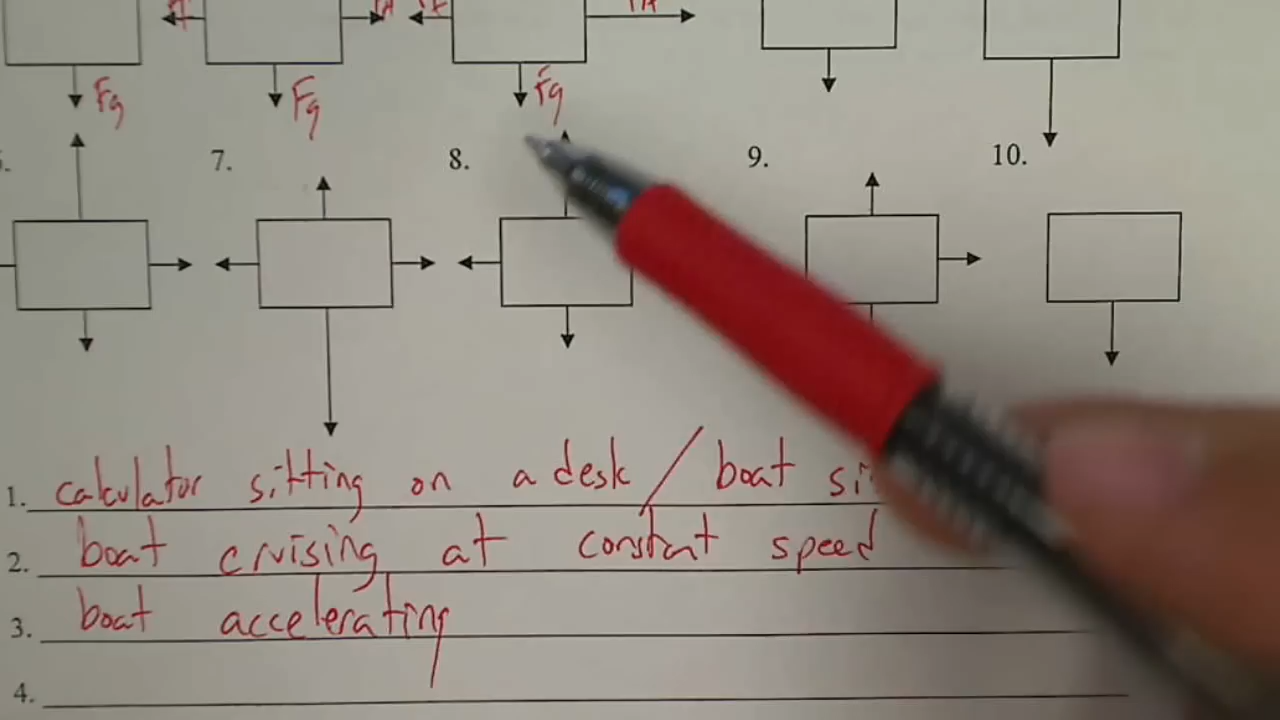 Fg Fg Fg
7. 8. 9. 10.
1. calculator sitting on a desk / boat si
2. boat cruising at constant speed
3. boat accelerating
4.